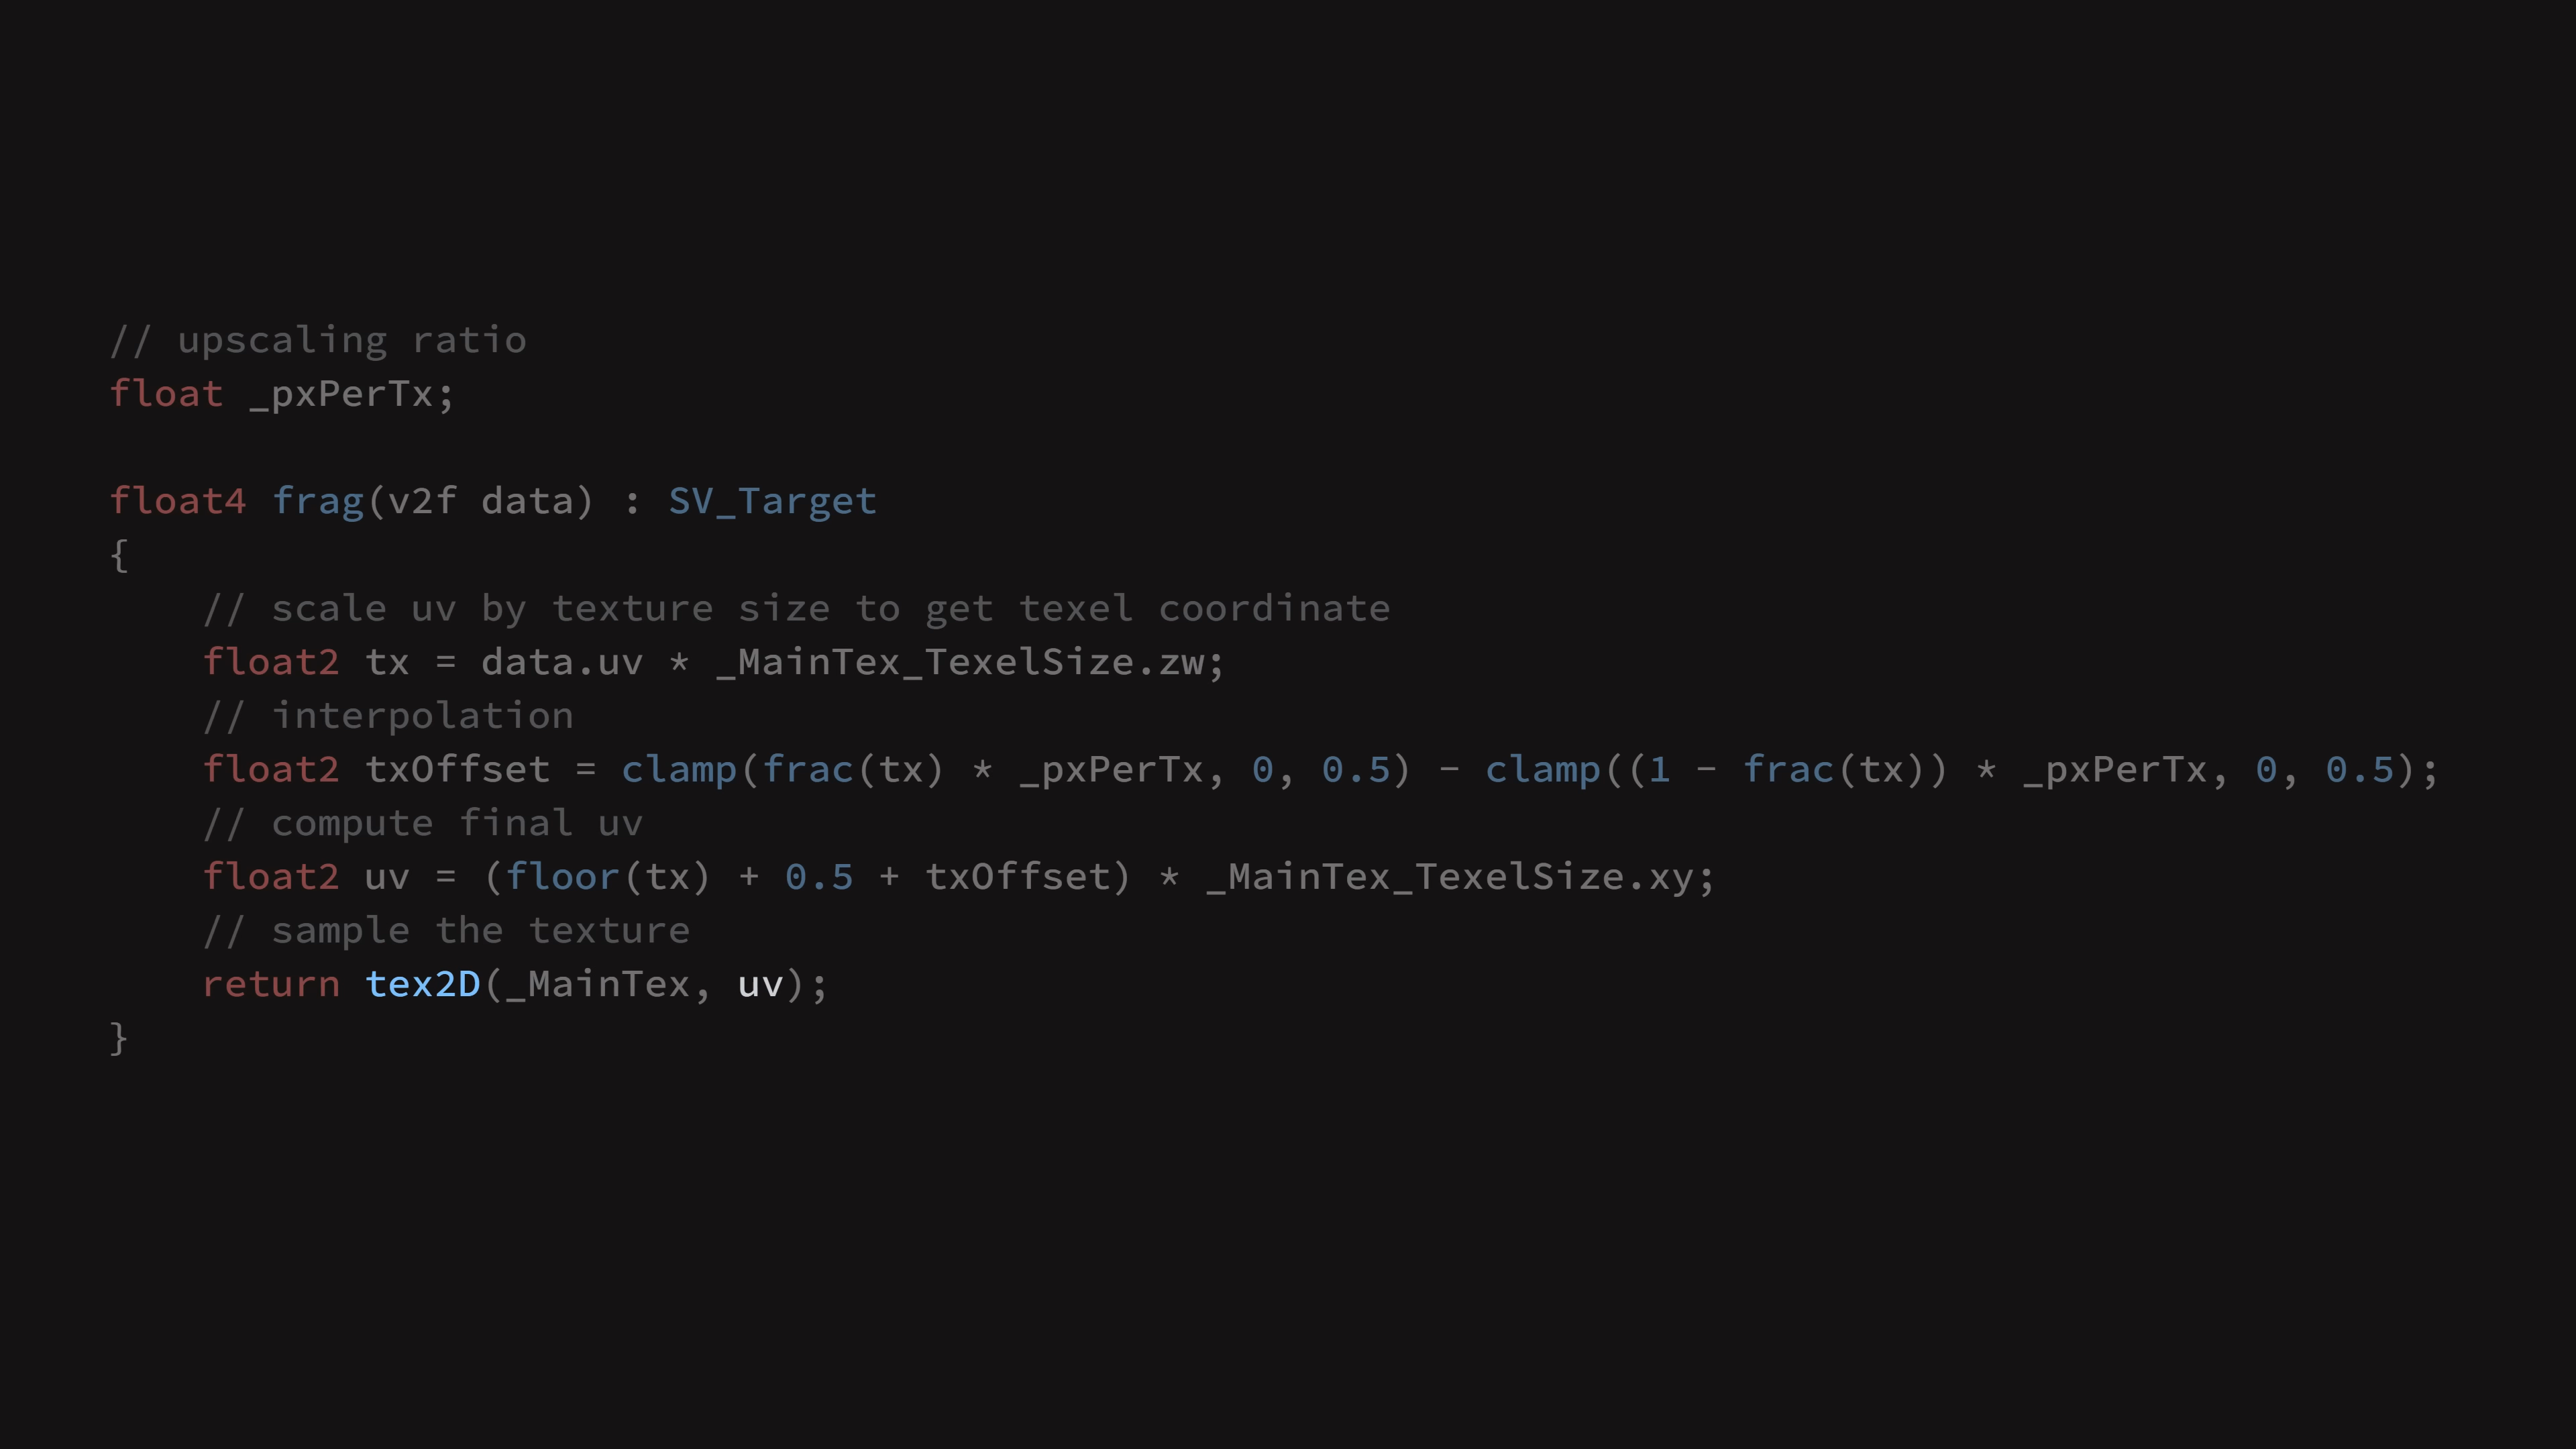 // upscaling ratio
float _pxPerTx;
float4 frag(v2f data) : SV_Target
{
// scale uv by texture size to get texel coordinate
float2 tx = data.uv * _MainTex_TexelSize.zw;
// interpolation
float2 txOffset = clamp(frac(tx) * _pxPerTx, 0, 0.5) - clamp((1 - frac(tx)) * _pxPerTx, 0, 0.5);
// compute final uv
float2 uv = (floor(tx) + 0.5 + txOffset) * _MainTex_TexelSize.xy;
// sample the texture
return tex2D(_MainTex, uv);
}